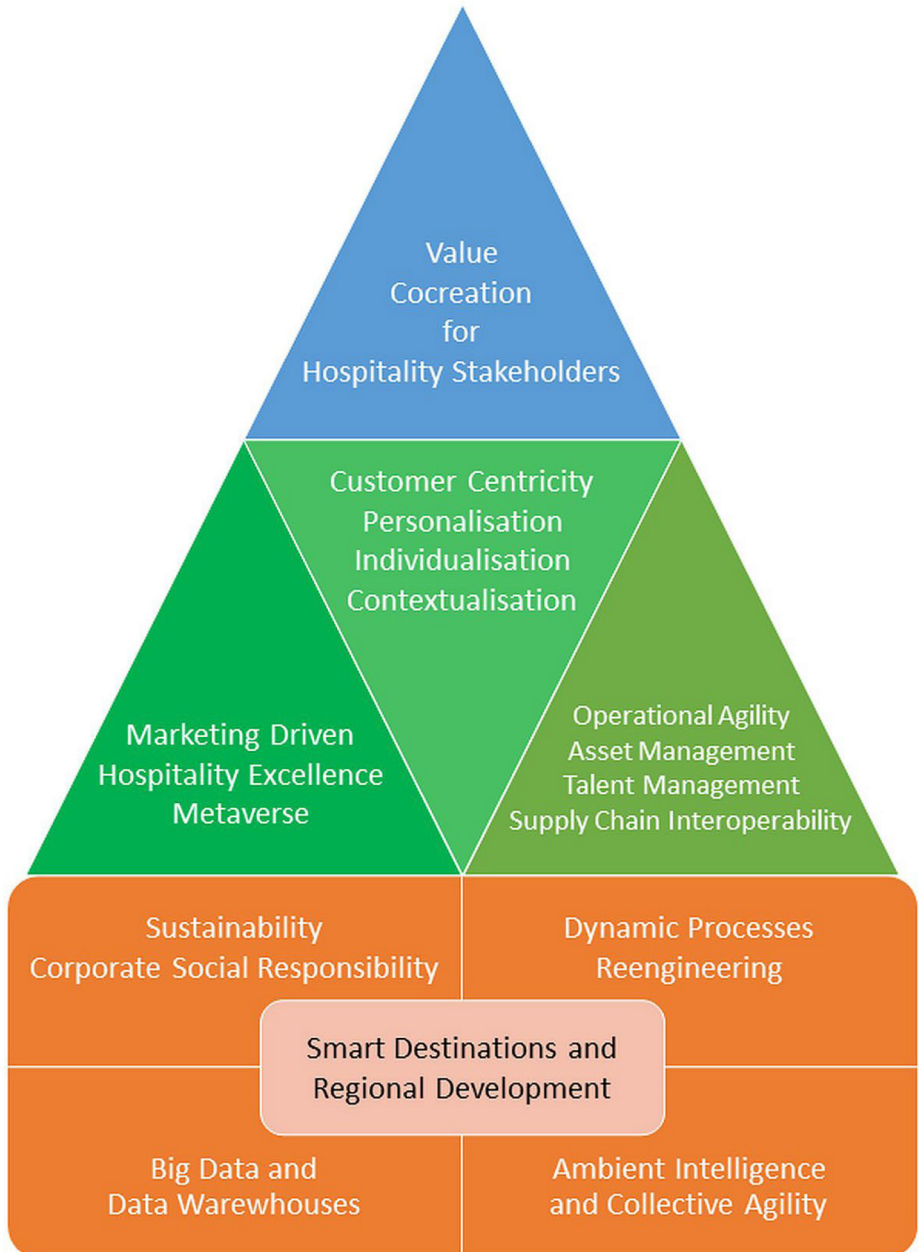 Value
Cocreation
for
Hospitality Stakeholders
Customer Centricity
Personalisation
Individualisation
Contextualisation
Marketing Driven
Hospitality Excellence
Metaverse
Operational Agility
Asset Management
Talent Management
Supply Chain Interoperability
Sustainability
Corporate Social Responsibility
Dynamic Processes
Reengineering
Smart Destinations and
Regional Development
Big Data and
Data Warewhouses
Ambient Intelligence
and Collective Agility